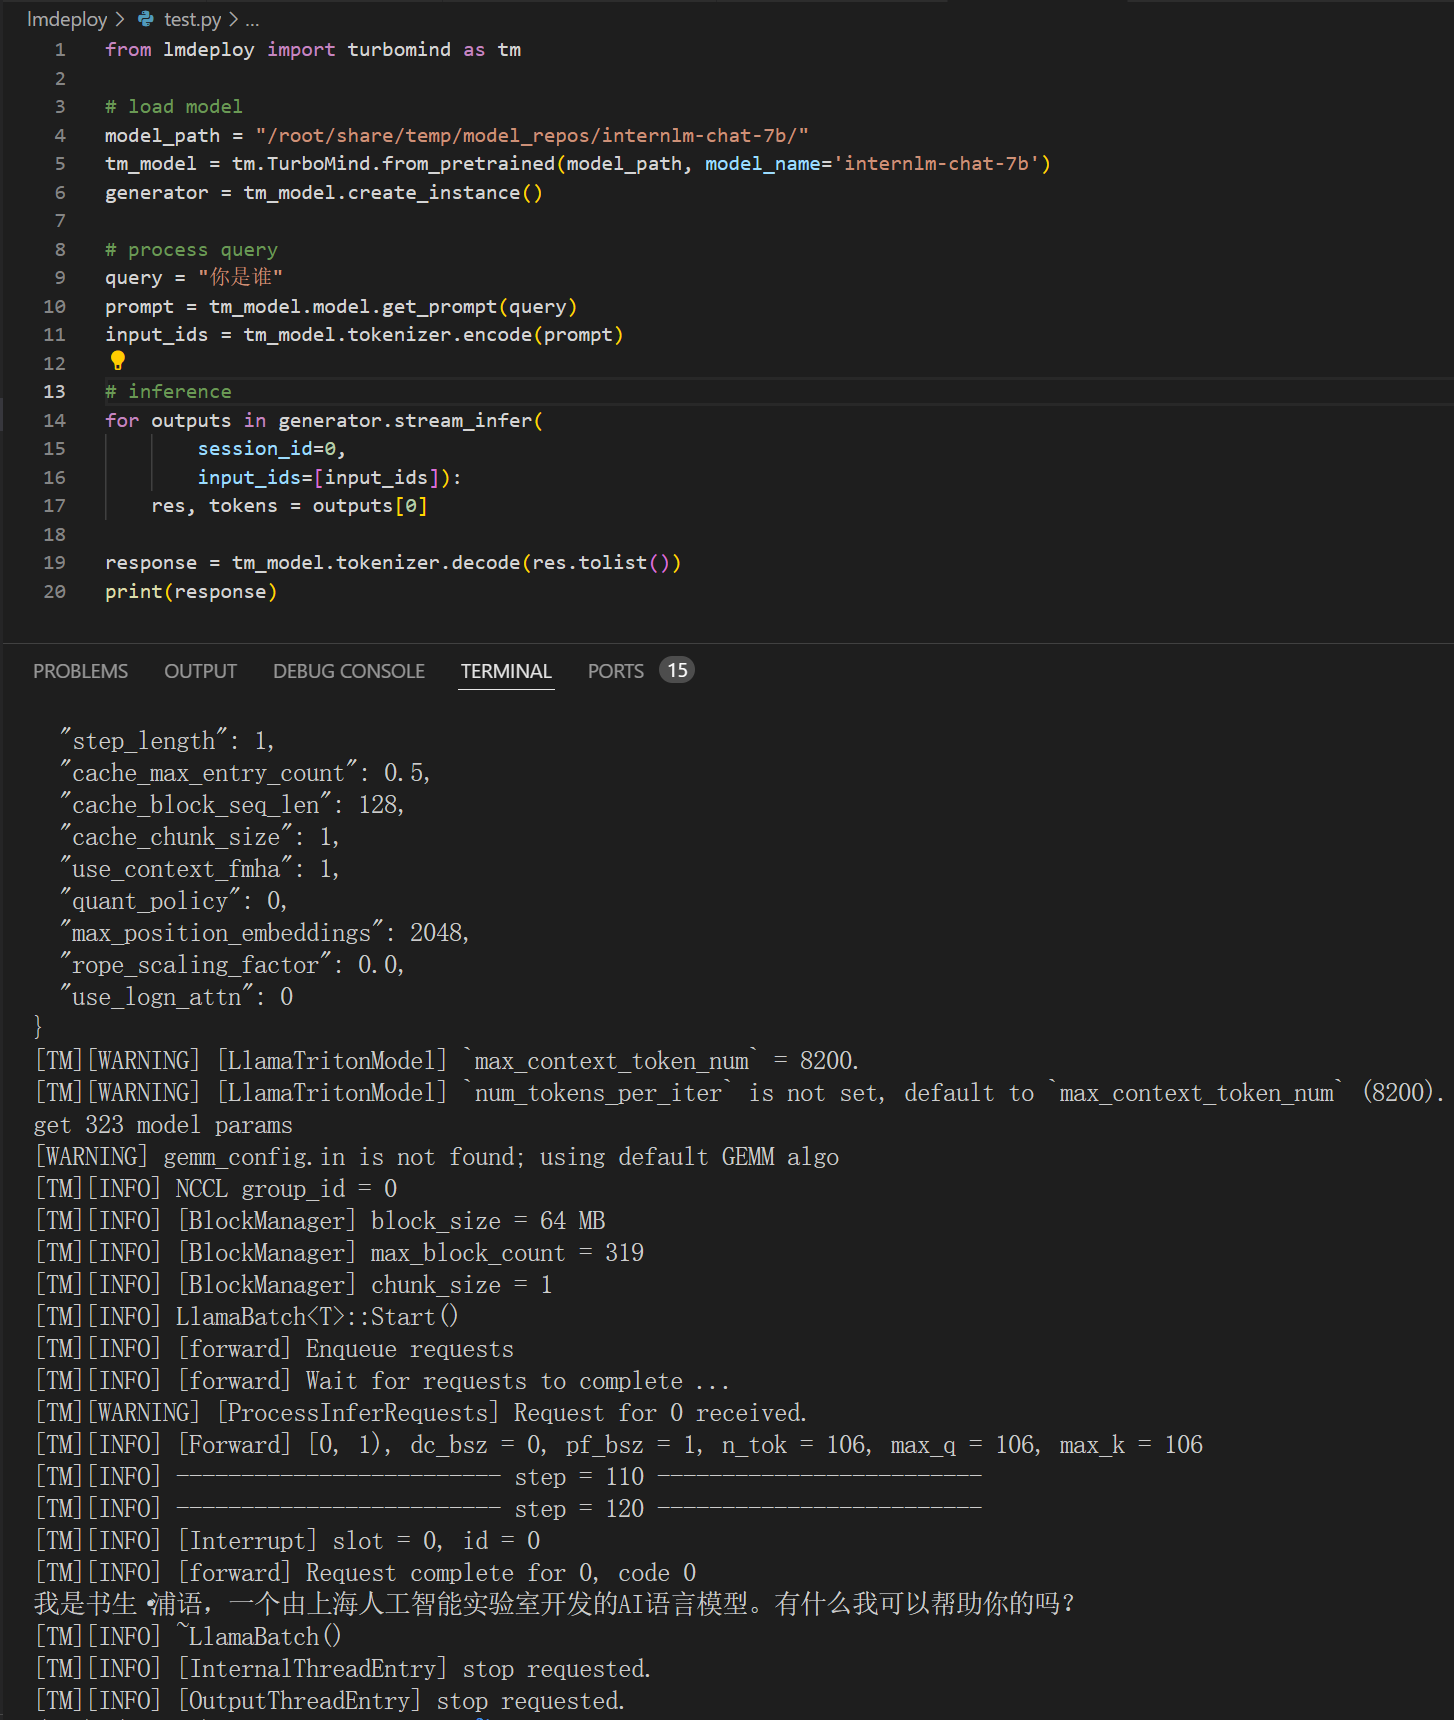 lmdeploy > test.py > ...
1 from lmdeploy import turbomind as tm
2
3 # load model
4 model_path = "/root/share/temp/model_repos/internlm-chat-7b/"
5 tm_model = tm.TurboMind.from_pretrained(model_path, model_name='internlm-chat-7b')
6 generator = tm_model.create_instance()
7
8 # process query
9 query = "你是谁"
10 prompt = tm_model.model.get_prompt(query)
11 input_ids = tm_model.tokenizer.encode(prompt)
12
13 # inference
14 for outputs in generator.stream_infer(
15         session_id=0,
16         input_ids=[input_ids]):
17     res, tokens = outputs[0]
18
19 response = tm_model.tokenizer.decode(res.tolist())
20 print(response)
PROBLEMS OUTPUT DEBUG CONSOLE TERMINAL PORTS 15
  "step_length": 1,
  "cache_max_entry_count": 0.5,
  "cache_block_seq_len": 128,
  "cache_chunk_size": 1,
  "use_context_fmha": 1,
  "quant_policy": 0,
  "max_position_embeddings": 2048,
  "rope_scaling_factor": 0.0,
  "use_logn_attn": 0
}
[TM][WARNING] [LlamaTritonModel] `max_context_token_num` = 8200.
[TM][WARNING] [LlamaTritonModel] `num_tokens_per_iter` is not set, default to `max_context_token_num` (8200).
get 323 model params
[WARNING] gemm_config.in is not found; using default GEMM algo
[TM][INFO] NCCL group_id = 0
[TM][INFO] [BlockManager] block_size = 64 MB
[TM][INFO] [BlockManager] max_block_count = 319
[TM][INFO] [BlockManager] chunk_size = 1
[TM][INFO] LlamaBatch<T>::Start()
[TM][INFO] [forward] Enqueue requests
[TM][INFO] [forward] Wait for requests to complete ...
[TM][WARNING] [ProcessInferRequests] Request for 0 received.
[TM][INFO] [Forward] [0, 1), dc_bsz = 0, pf_bsz = 1, n_tok = 106, max_q = 106, max_k = 106
[TM][INFO] ------------------------- step = 110 -------------------------
[TM][INFO] ------------------------- step = 120 -------------------------
[TM][INFO] [Interrupt] slot = 0, id = 0
[TM][INFO] [forward] Request complete for 0, code 0
我是书生·浦语，一个由上海人工智能实验室开发的AI语言模型。有什么我可以帮助你的吗？
[TM][INFO] ~LlamaBatch()
[TM][INFO] [InternalThreadEntry] stop requested.
[TM][INFO] [OutputThreadEntry] stop requested.